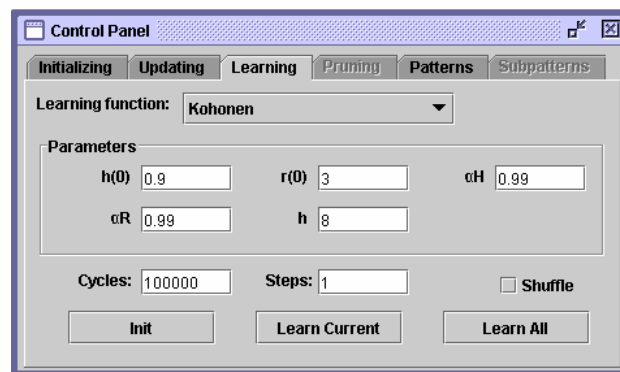 Control Panel
Initializing Updating Learning Pruning Patterns Subpatterns
Learning function: Kohonen
Parameters
h(0) 0.9 r(0) 3 αH 0.99
αR 0.99 h 8
Cycles: 100000 Steps: 1 Shuffle
Init Learn Current Learn All